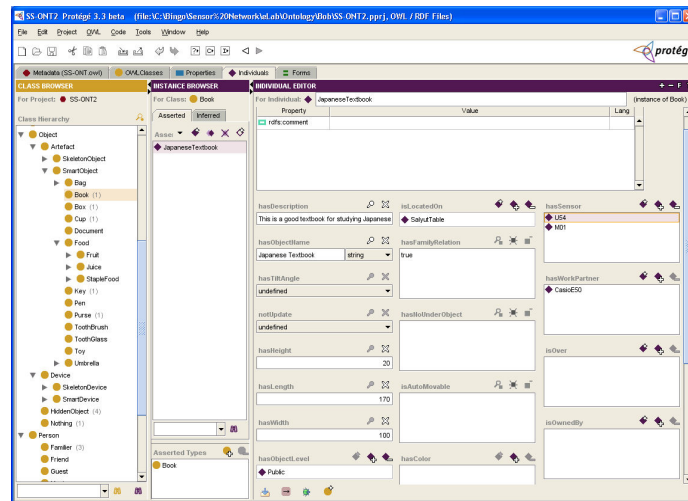 SS-ONT2 Protégé 3.3 beta (file:\C:\Bingo\Sensor%20Network\eLab\Ontology\Bob\SS-ONT2.pprj, OWL / RDF Files)
File Edit Project OWL Code Tools Window Help
protégé
Metadata (SS-ONT.owl) OWLClasses Properties Individuals Forms
CLASS BROWSER
For Project: SS-ONT2
Class Hierarchy
Object
Artefact
SkeletonObject
SmartObject
Bag
Book (1)
Box (1)
Cup (1)
Document
Food
Fruit
Juice
StapleFood
Key (1)
Pen
Purse (1)
ToothBrush
ToothGlass
Toy
Umbrella
Device
SkeletonDevice
SmartDevice
HiddenObject (4)
Nothing (1)
Person
Familier (3)
Friend
Guest
INSTANCE BROWSER
For Class: Book
Asserted Inferred
Asse
JapaneseTextbook
Asserted Types
Book
INDIVIDUAL EDITOR
+ − F
For Individual: JapaneseTextbook (instance of Book)
Property Value Lang
rdfs:comment
hasDescription
This is a good textbook for studying Japanese
hasObjectName
Japanese Textbook string
hasTiltAngle
undefined
notUpdate
undefined
hasHeight
20
hasLength
170
hasWidth
100
hasObjectLevel
Public
isLocatedOn
SalyutTable
hasFamilyRelation
true
hasNoUnderObject
isAutoMovable
hasColor
hasSensor
U54
M01
hasWorkPartner
CasioE50
isOver
isOwnedBy